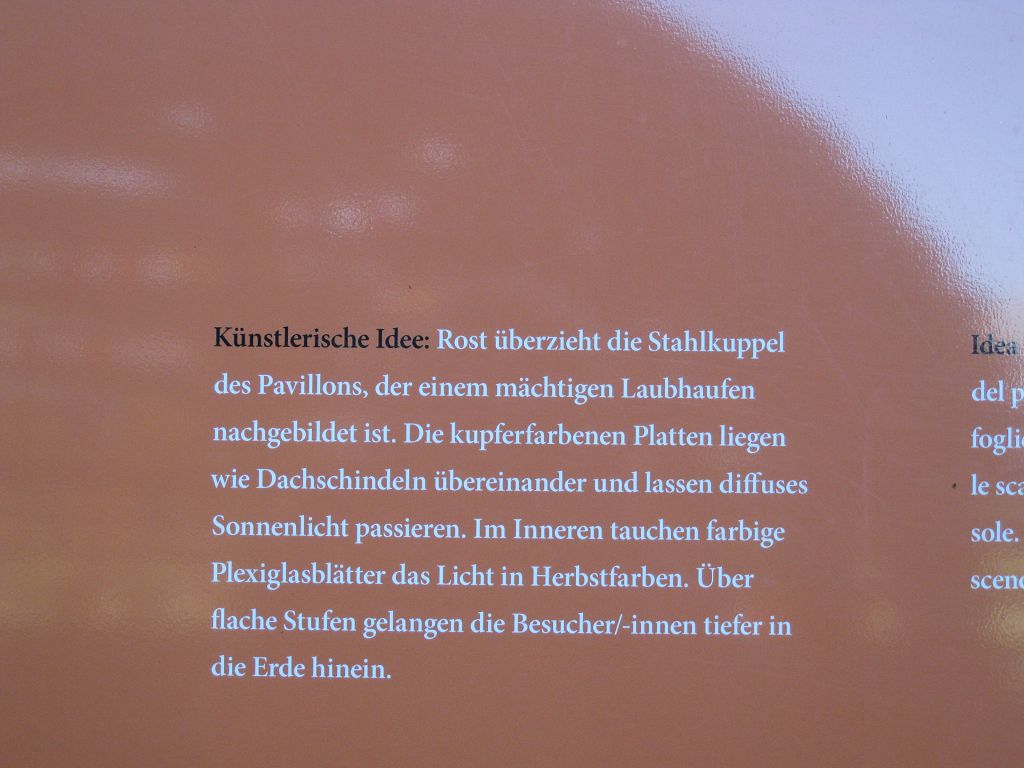 Künstlerische Idee: Rost überzieht die Stahlkuppel
des Pavillons, der einem mächtigen Laubhaufen
nachgebildet ist. Die kupferfarbenen Platten liegen
wie Dachschindeln übereinander und lassen diffuses
Sonnenlicht passieren. Im Inneren tauchen farbige
Plexiglasblätter das Licht in Herbstfarben. Über
flache Stufen gelangen die Besucher/-innen tiefer in
die Erde hinein.
Idea
del
le
sole.